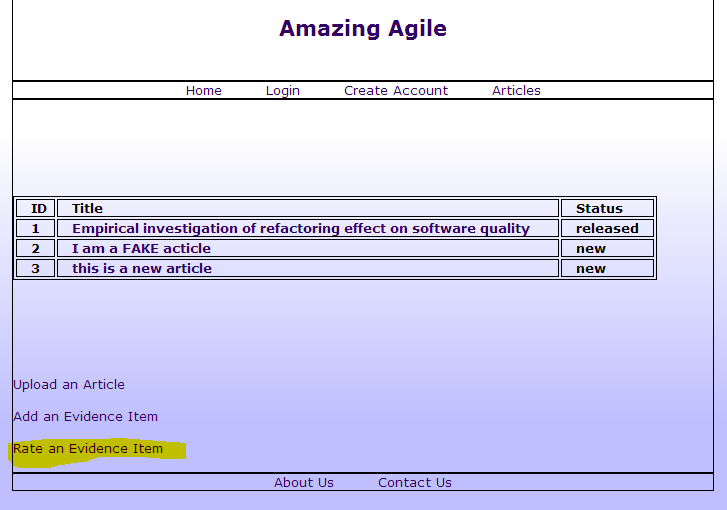 Amazing Agile
Home Login Create Account Articles
ID Title Status
1 Empirical investigation of refactoring effect on software quality released
2 I am a FAKE acticle new
3 this is a new article new
Upload an Article
Add an Evidence Item
Rate an Evidence Item
About Us Contact Us